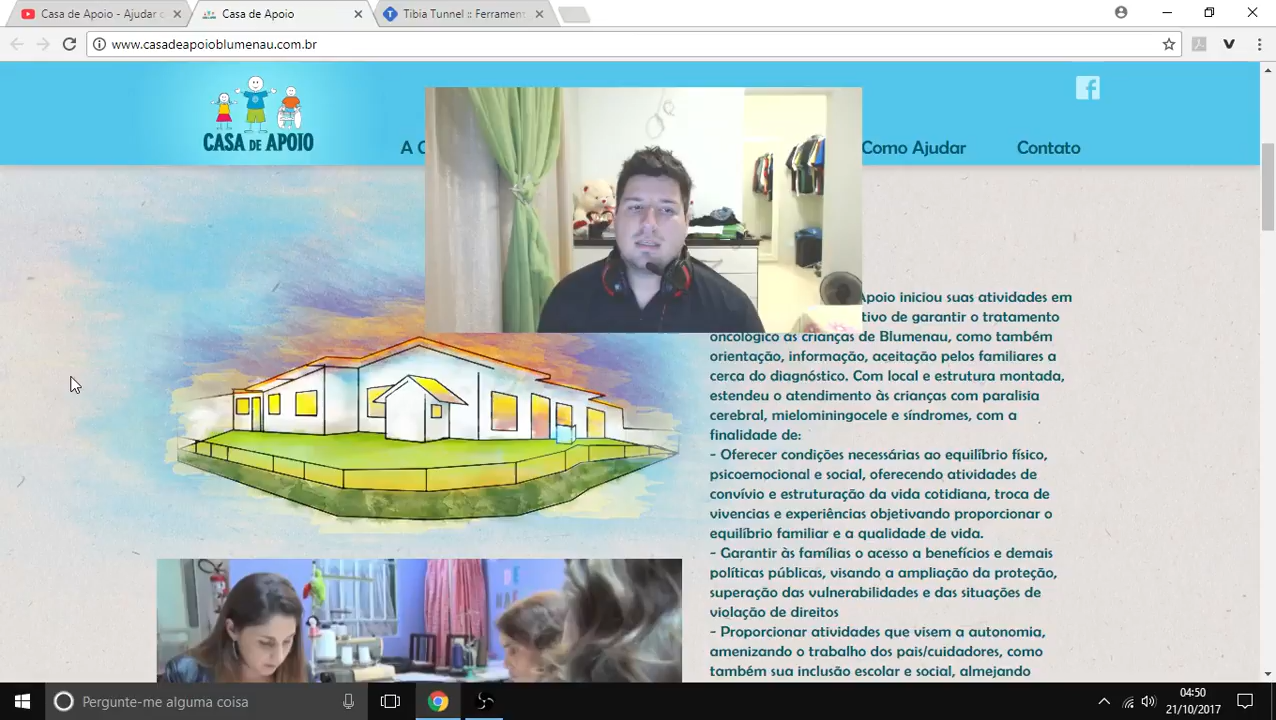 Casa de Apoio - Ajudar c
Casa de Apoio
Tibia Tunnel :: Ferrament
www.casadeapoioblumenau.com.br
CASA DE APOIO
A C
Como Ajudar
Contato
Apoio iniciou suas atividades em
tivo de garantir o tratamento
oncológico às crianças de Blumenau, como também
orientação, informação, aceitação pelos familiares a
cerca do diagnóstico. Com local e estrutura montada,
estendeu o atendimento às crianças com paralisia
cerebral, mielominingocele e síndromes, com a
finalidade de:
- Oferecer condições necessárias ao equilíbrio físico,
psicoemocional e social, oferecendo atividades de
convívio e estruturação da vida cotidiana, troca de
vivencias e experiências objetivando proporcionar o
equilíbrio familiar e a qualidade de vida.
- Garantir às famílias o acesso a benefícios e demais
políticas públicas, visando a ampliação da proteção,
superação das vulnerabilidades e das situações de
violação de direitos
- Proporcionar atividades que visem a autonomia,
amenizando o trabalho dos pais/cuidadores, como
também sua inclusão escolar e social, almejando
Pergunte-me alguma coisa
04:50
21/10/2017